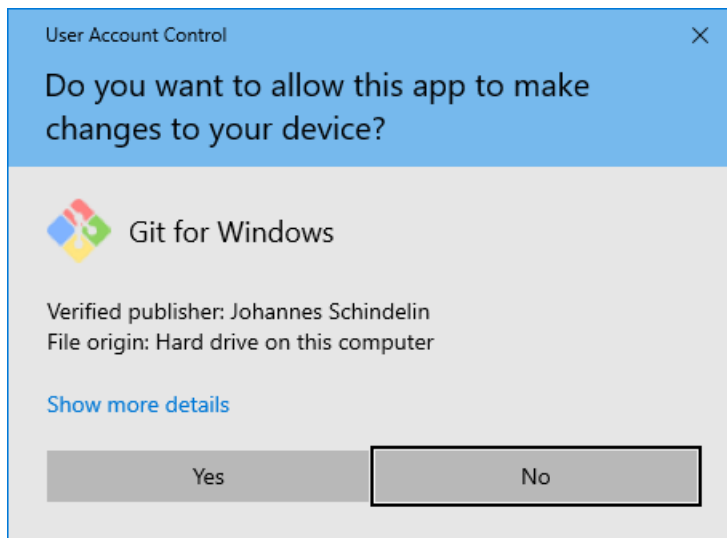 User Account Control
Do you want to allow this app to make
changes to your device?
Git for Windows
Verified publisher: Johannes Schindelin
File origin: Hard drive on this computer
Show more details
Yes
No